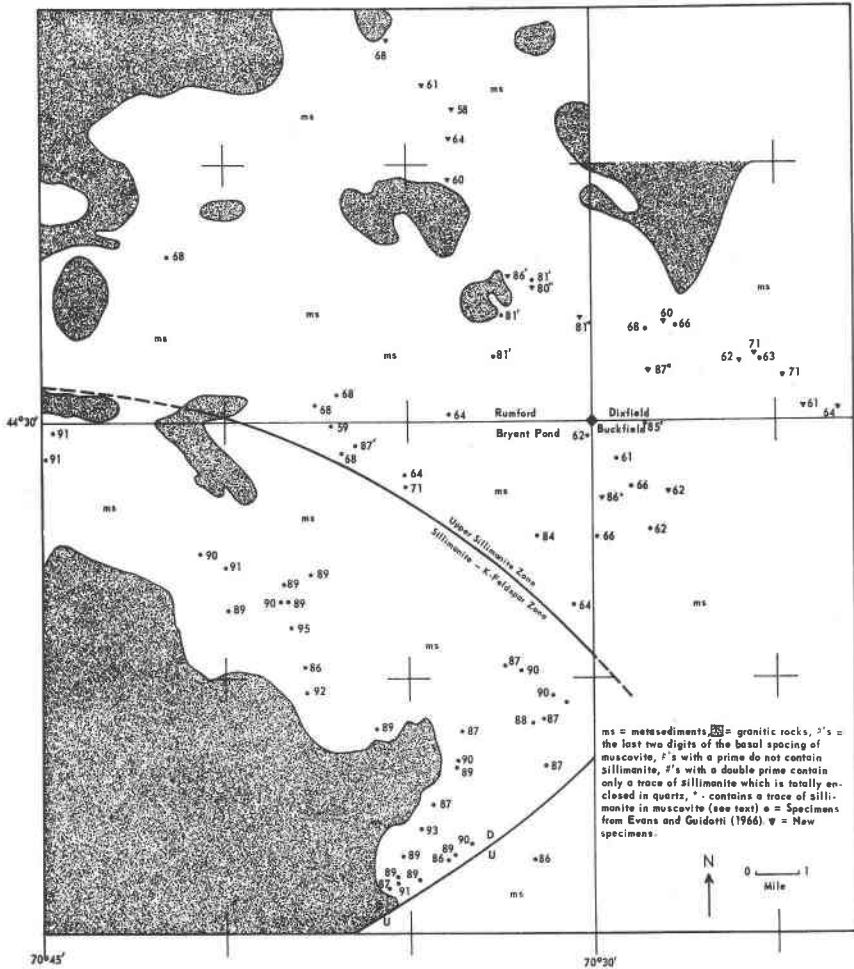 68
61
58
ms
ms
64
60
68
86'
81'
80"
ms
81'
81"
60
68
66
ms
ms
81'
71
62
63
87"
71
68
68
64
Rumford
Dixfield
61
64
44°30'
Bryant Pond
Buckfield
85'
91
59
62
87'
61
91
68
64
71
ms
66
62
86*
ms
ms
84
66
62
Upper Sillimanite Zone
Sillimanite – K-Feldspar Zone
90
91
89
89
90
89
89
64
ms
95
ms
86
87
90
92
90
89
87
88
87
90
89
87
87
93
90
D
89
U
89
86
86
89
89
87
91
ms
U
ms = metasediments, = granitic rocks, #'s =
the last two digits of the basal spacing of
muscovite, #'s with a prime do not contain
sillimanite, #'s with a double prime contain
only a trace of sillimanite which is totally en-
closed in quartz, * - contains a trace of silli-
manite in muscovite (see text) • = Specimens
from Evans and Guidotti (1966). ▼ = New
specimens.
N
0 1
Mile
70°45'
70°30'